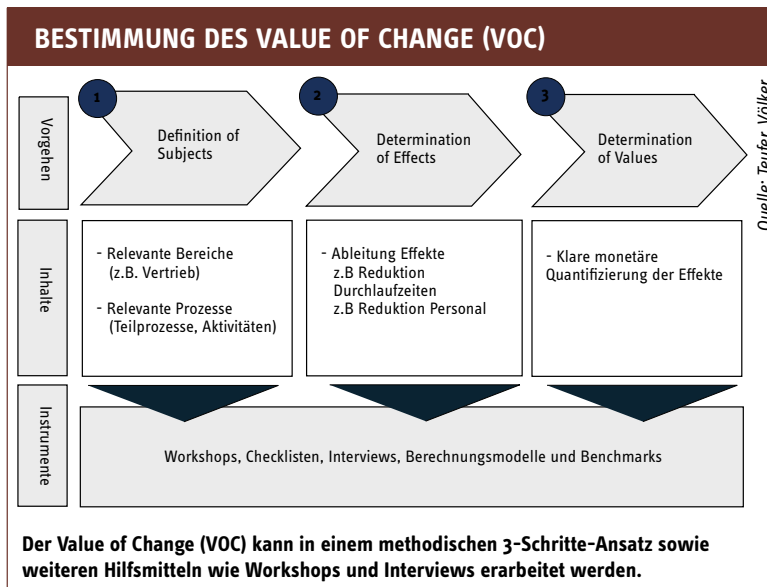 BESTIMMUNG DES VALUE OF CHANGE (VOC)
Quelle: Teufer, Völker
Vorgehen
1
Definition of
Subjects
2
Determination
of Effects
3
Determination
of Values
Inhalte
- Relevante Bereiche
(z.B. Vertrieb)
- Relevante Prozesse
(Teilprozesse, Aktivitäten)
- Ableitung Effekte
z.B Reduktion
Durchlaufzeiten
z.B Reduktion Personal
- Klare monetäre
Quantifizierung der Effekte
Instrumente
Workshops, Checklisten, Interviews, Berechnungsmodelle und Benchmarks
Der Value of Change (VOC) kann in einem methodischen 3-Schritte-Ansatz sowie
weiteren Hilfsmitteln wie Workshops und Interviews erarbeitet werden.